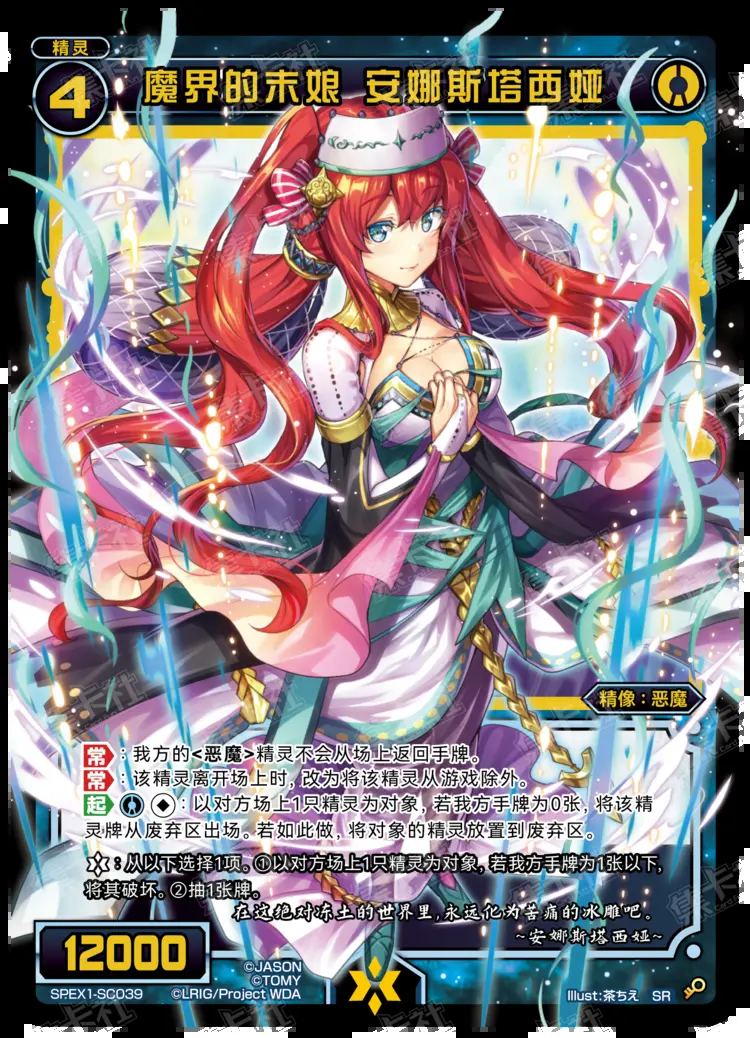 精灵
4
魔界的末娘 安娜斯塔西娅
精像：恶魔
常：我方的<恶魔>精灵不会从场上返回手牌。
常：该精灵离开场上时，改为将该精灵从游戏除外。
起：以对方场上1只精灵为对象，若我方手牌为0张，将该精
灵牌从废弃区出场。若如此做，将对象的精灵放置到废弃区。
：从以下选择1项。①以对方场上1只精灵为对象，若我方手牌为1张以下，
将其破坏。②抽1张牌。
在这绝对冻土的世界里，永远化为苦痛的冰雕吧。
~安娜斯塔西娅~
12000
©JASON
©TOMY
SPEX1-SC039 ©LRIG/Project WDA
Illust:茶ちえ SR
集卡社